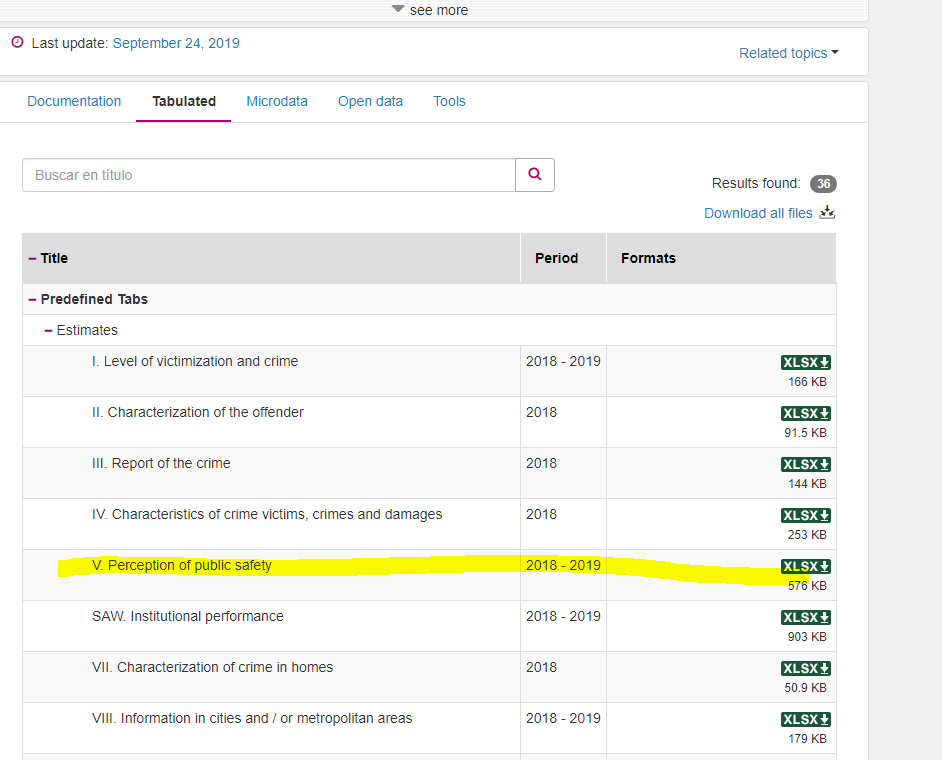 see more
Last update: September 24, 2019
Related topics
Documentation Tabulated Microdata Open data Tools
Buscar en título
Results found: 36
Download all files
Title Period Formats
Predefined Tabs
Estimates
I. Level of victimization and crime 2018 - 2019 XLSX
166 KB
II. Characterization of the offender 2018 XLSX
91.5 KB
III. Report of the crime 2018 XLSX
144 KB
IV. Characteristics of crime victims, crimes and damages 2018 XLSX
253 KB
V. Perception of public safety 2018 - 2019 XLSX
576 KB
SAW. Institutional performance 2018 - 2019 XLSX
903 KB
VII. Characterization of crime in homes 2018 XLSX
50.9 KB
VIII. Information in cities and / or metropolitan areas 2018 - 2019 XLSX
179 KB